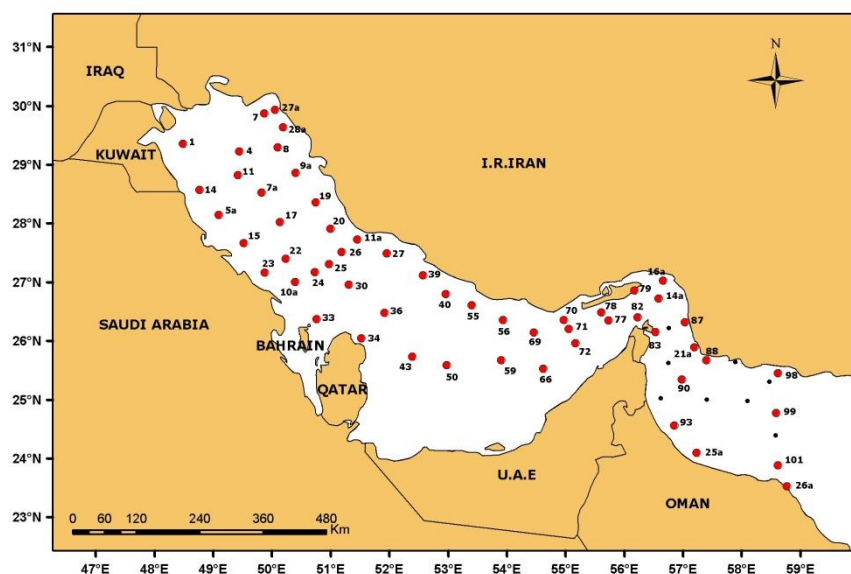 N
31°N
IRAQ
30°N
7
27a
28a
1
4
8
KUWAIT
I.R.IRAN
29°N
11
9a
14
7a
19
5a
17
20
28°N
15
11a
26
27
22
25
23
24
39
16a
27°N
10a
30
40
55
79
14a
36
70
78
82
87
33
56
71
77
SAUDI ARABIA
26°N
BAHRAIN
34
69
72
83
21a
88
43
50
59
66
98
QATAR
90
25°N
99
93
24°N
25a
101
U.A.E
26a
OMAN
23°N
0 60 120 240 360 480
Km
47°E 48°E 49°E 50°E 51°E 52°E 53°E 54°E 55°E 56°E 57°E 58°E 59°E